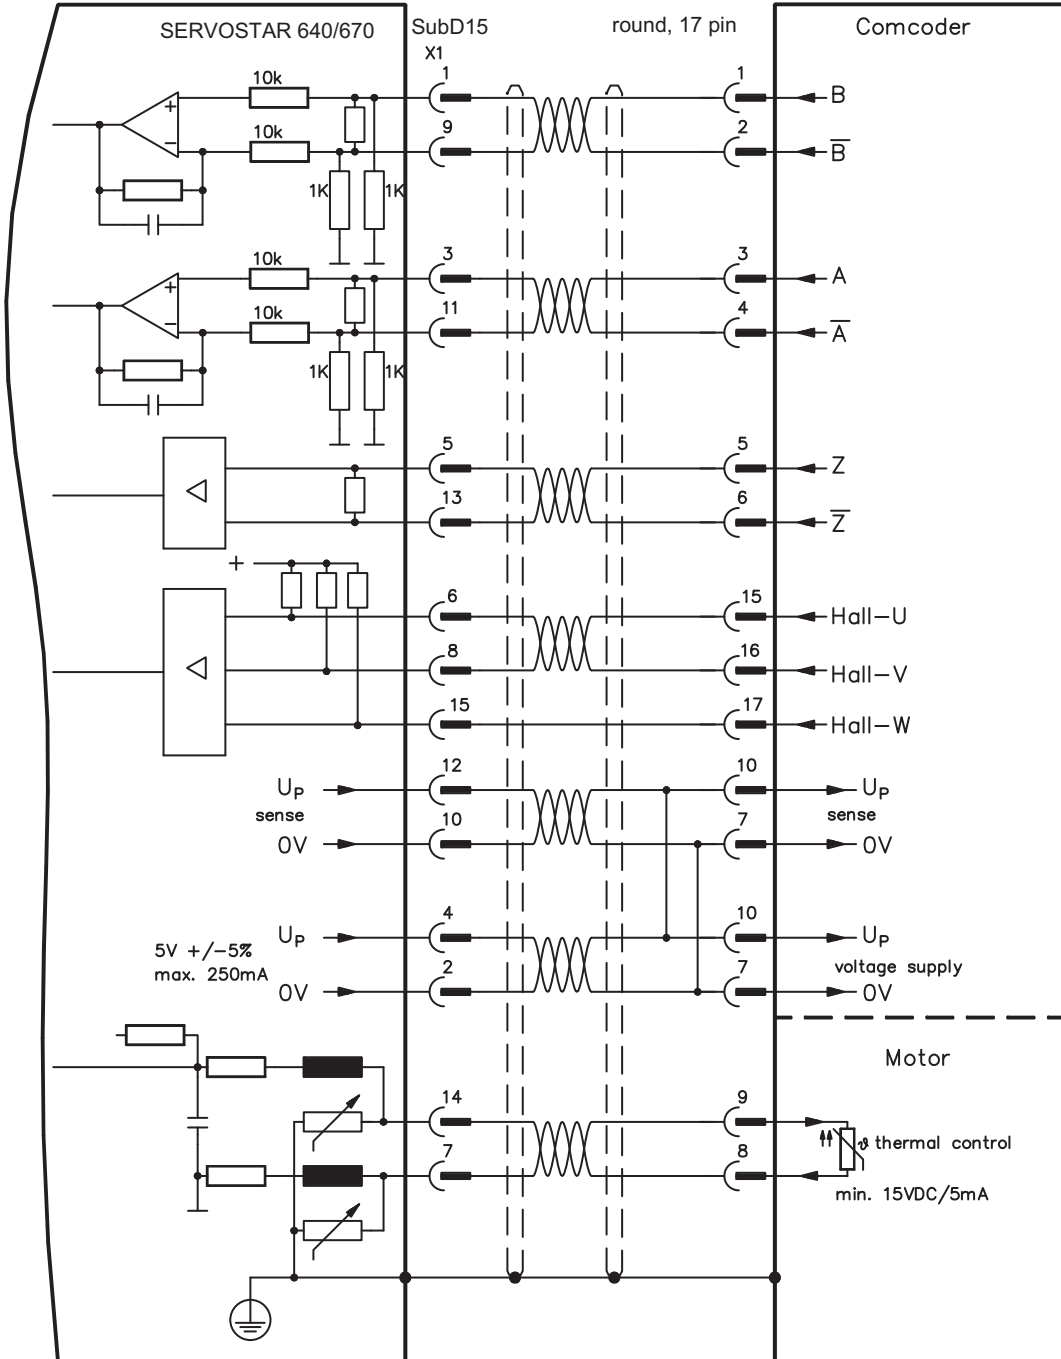 SERVOSTAR 640/670 SubD15 round, 17 pin Comcoder
X1
10k 1 1 B
+
10k 9 2 B̅
−
1K 1K
10k 3 3 A
+
10k 11 4 A̅
−
1K 1K
5 5 Z
13 6 Z̅
+
6 15 Hall-U
8 16 Hall-V
15 17 Hall-W
12 10
UP UP
sense sense
10 7
0V 0V
4 10
UP UP
5V +/-5% voltage supply
max. 250mA
2 7
0V 0V
Motor
14 9
ϑ thermal control
7 8
min. 15VDC/5mA